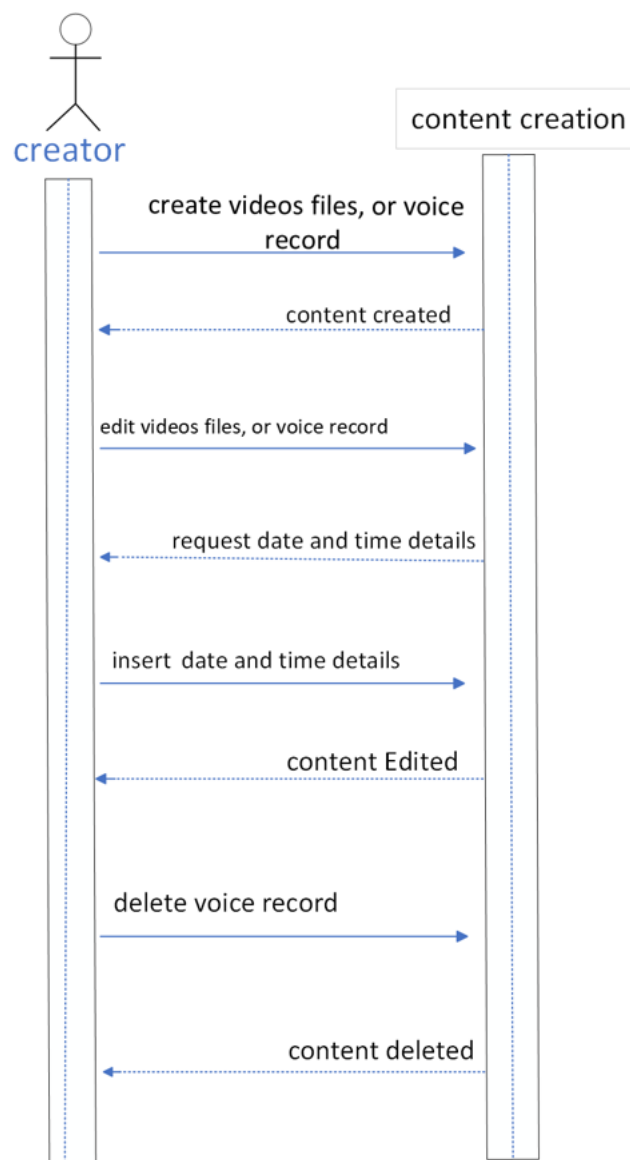 content creation
creator
create videos files, or voice
record
content created
edit videos files, or voice record
request date and time details
insert date and time details
content Edited
delete voice record
content deleted